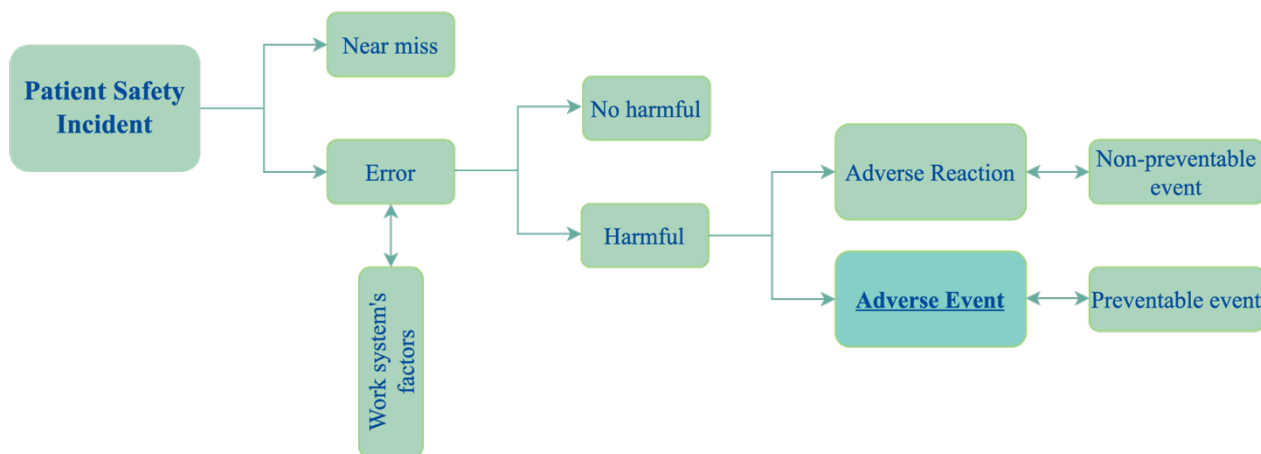 Patient Safety
Incident
Near miss
Error
Work system's
factors
No harmful
Harmful
Adverse Reaction
Non-preventable
event
Adverse Event
Preventable event